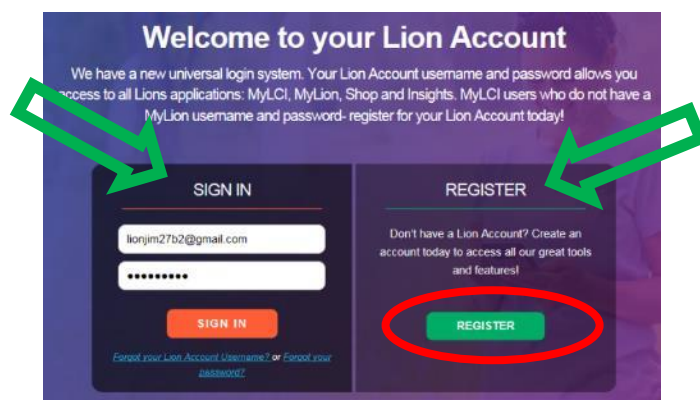 Welcome to your Lion Account
We have a new universal login system. Your Lion Account username and password allows you
access to all Lions applications: MyLCI, MyLion, Shop and Insights. MyLCI users who do not have a
MyLion username and password- register for your Lion Account today!
SIGN IN
lionjim27b2@gmail.com
•••••••••
SIGN IN
Forgot your Lion Account Username? or Forgot your
password?
REGISTER
Don't have a Lion Account? Create an
account today to access all our great tools
and features!
REGISTER